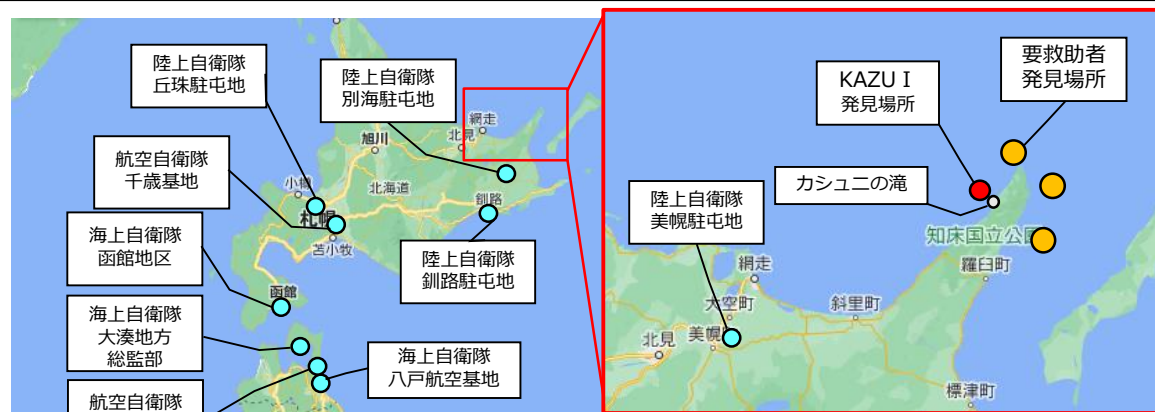 陸上自衛隊
丘珠駐屯地
陸上自衛隊
別海駐屯地
航空自衛隊
千歳基地
海上自衛隊
函館地区
海上自衛隊
大湊地方
総監部
航空自衛隊
陸上自衛隊
釧路駐屯地
海上自衛隊
八戸航空基地
旭川
北見
網走
小樽
札幌
北海道
釧路
苫小牧
函館
KAZU I
発見場所
要救助者
発見場所
カシュニの滝
陸上自衛隊
美幌駐屯地
知床国立公
羅臼町
網走
大空町
斜里町
北見
美幌
標津町